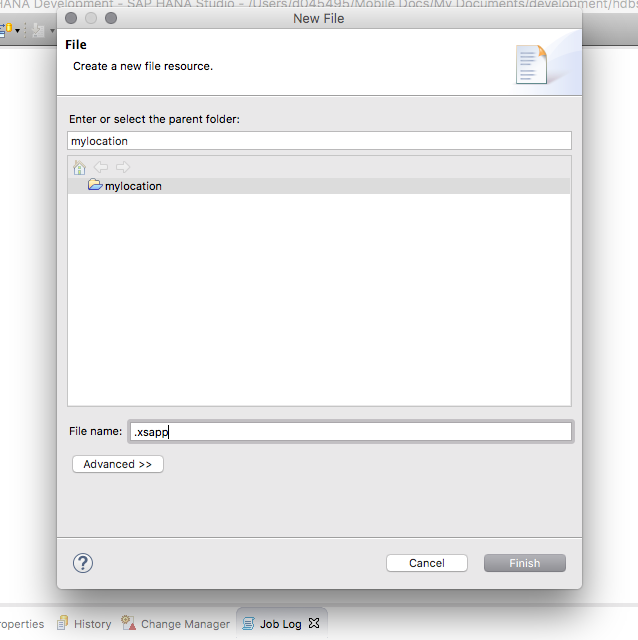 HANA Development - SAP HANA Studio - /Users/d045495/Mobile Docs/My Documents/development/hdbs
New File
File
Create a new file resource.
Enter or select the parent folder:
mylocation
mylocation
File name: .xsapp
Advanced >>
? Cancel Finish
roperties History Change Manager Job Log